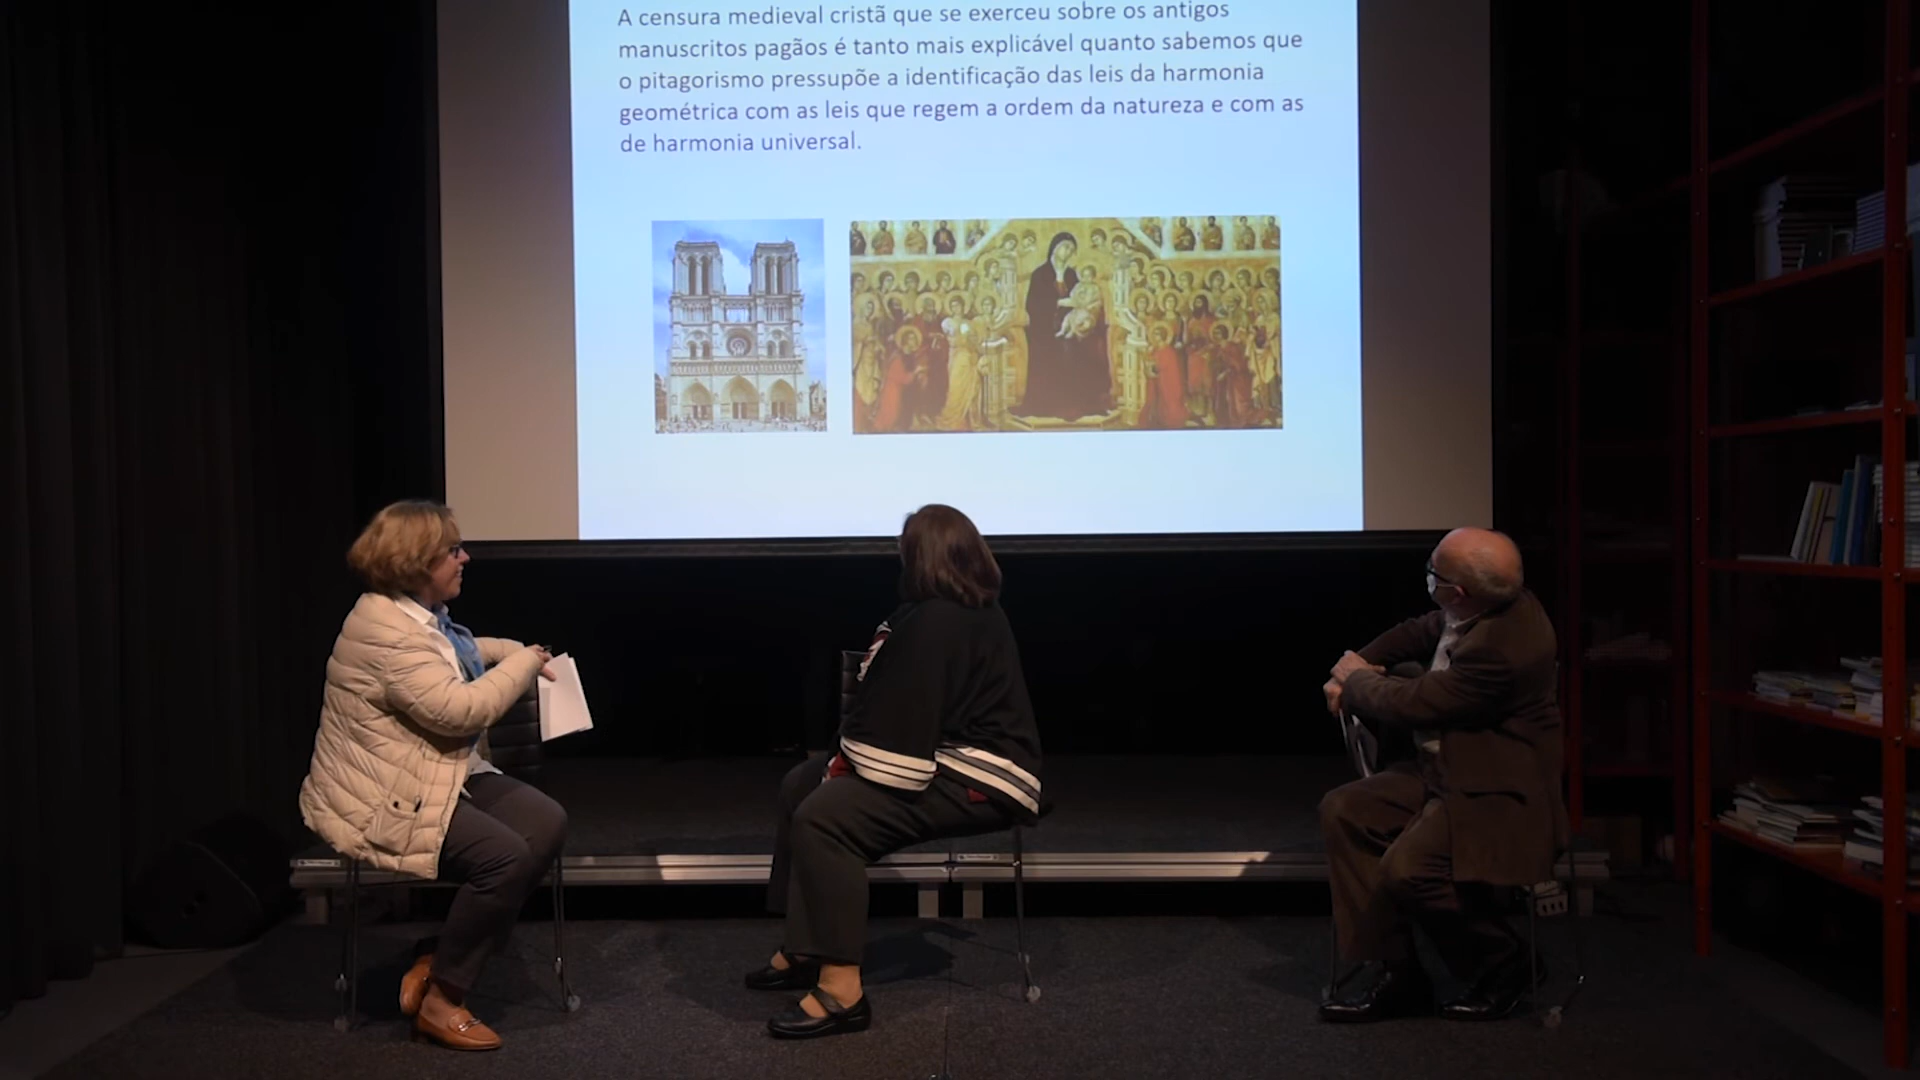 A censura medieval cristã que se exerceu sobre os antigos
manuscritos pagãos é tanto mais explicável quanto sabemos que
o pitagorismo pressupõe a identificação das leis da harmonia
geométrica com as leis que regem a ordem da natureza e com as
de harmonia universal.